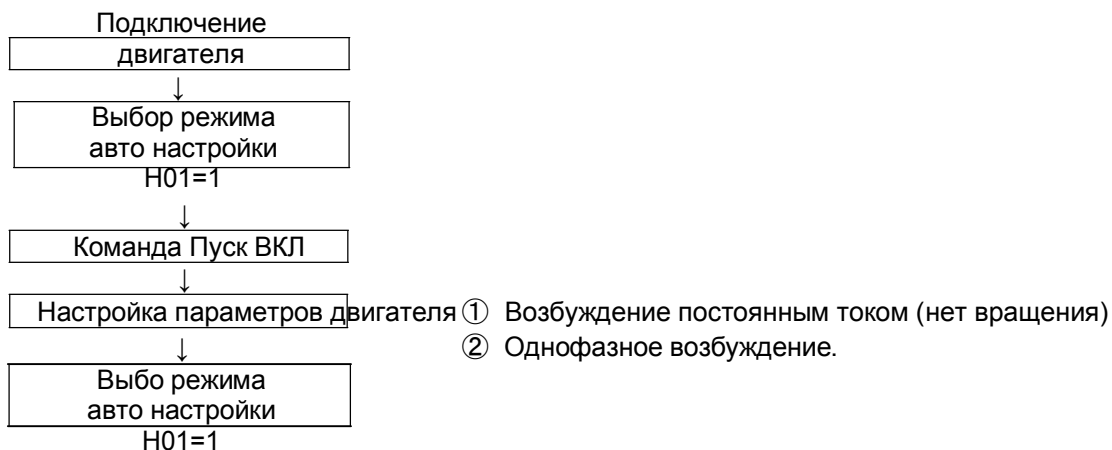 Подключение
двигателя
↓
Выбор режима
авто настройки
H01=1
↓
Команда Пуск ВКЛ
↓
Настройка параметров двигателя ① Возбуждение постоянным током (нет вращения)
↓ ② Однофазное возбуждение.
Выбо режима
авто настройки
H01=1